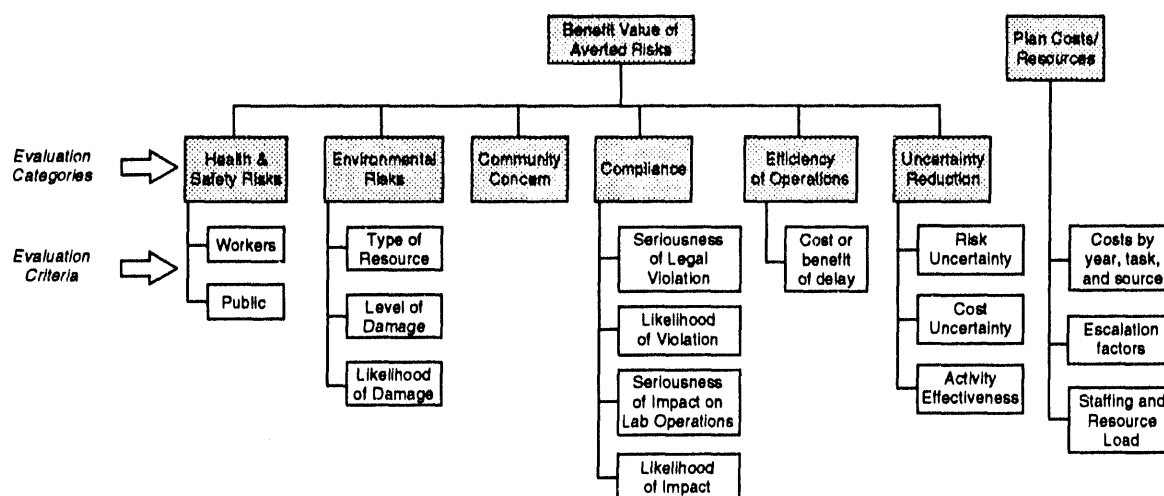 Benefit Value of
Averted Risks
Plan Costs/
Resources
Evaluation
Categories
Health &
Safety Risks
Environmental
Risks
Community
Concern
Compliance
Efficiency
of Operations
Uncertainty
Reduction
Evaluation
Criteria
Workers
Public
Type of
Resource
Level of
Damage
Likelihood
of Damage
Seriousness
of Legal
Violation
Likelihood
of Violation
Seriousness
of Impact on
Lab Operations
Likelihood
of Impact
Cost or
benefit
of delay
Risk
Uncertainty
Cost
Uncertainty
Activity
Effectiveness
Costs by
year, task,
and source
Escalation
factors
Staffing and
Resource
Load